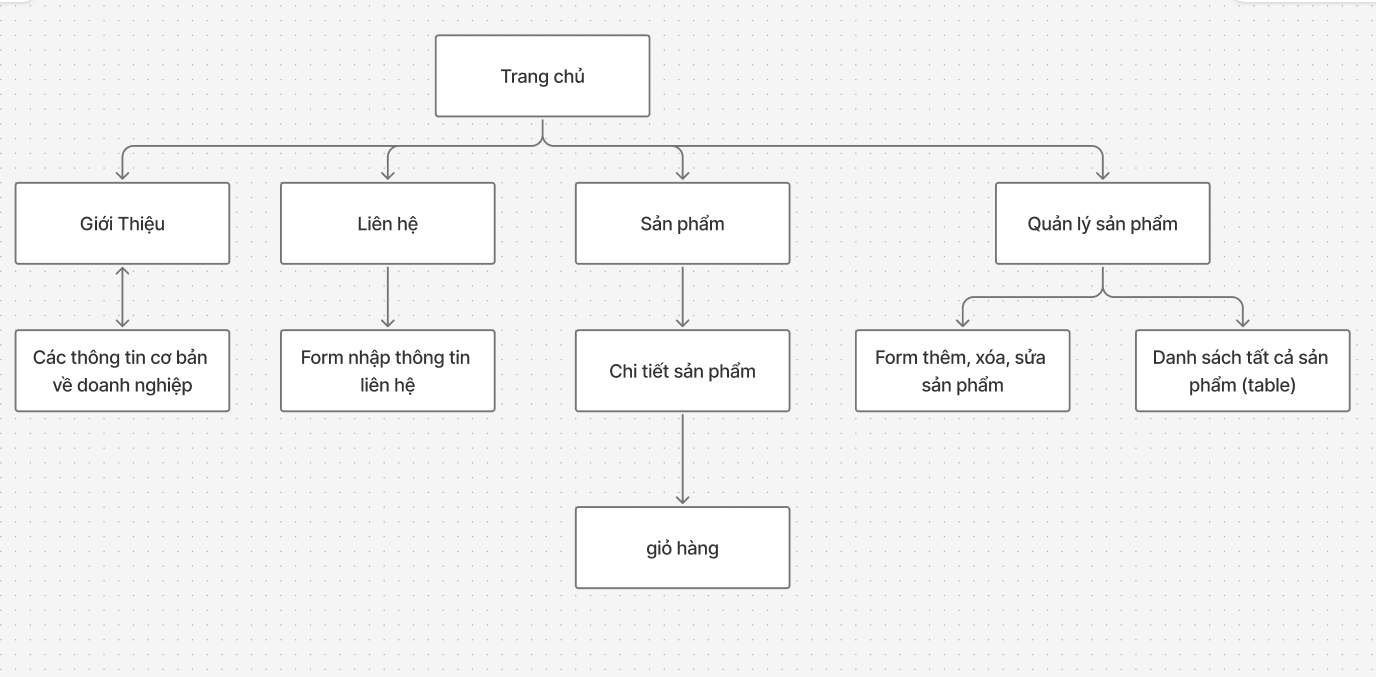 Trang chủ
Giới Thiệu
Liên hệ
Sản phẩm
Quản lý sản phẩm
Các thông tin cơ bản
về doanh nghiệp
Form nhập thông tin
liên hệ
Chi tiết sản phẩm
Form thêm, xóa, sửa
sản phẩm
Danh sách tất cả sản
phẩm (table)
giỏ hàng